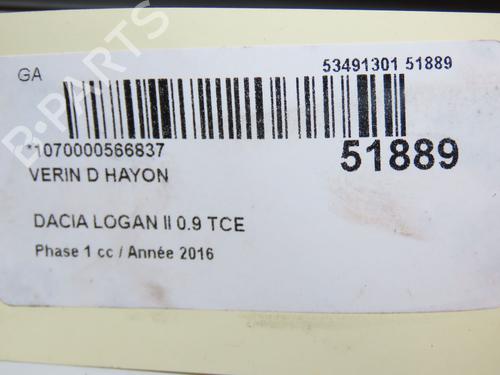 GA
53491301 51889
*1070000566837
51889
VERIN D HAYON
DACIA LOGAN II 0.9 TCE
Phase 1 cc / Année 2016
B-PARTS